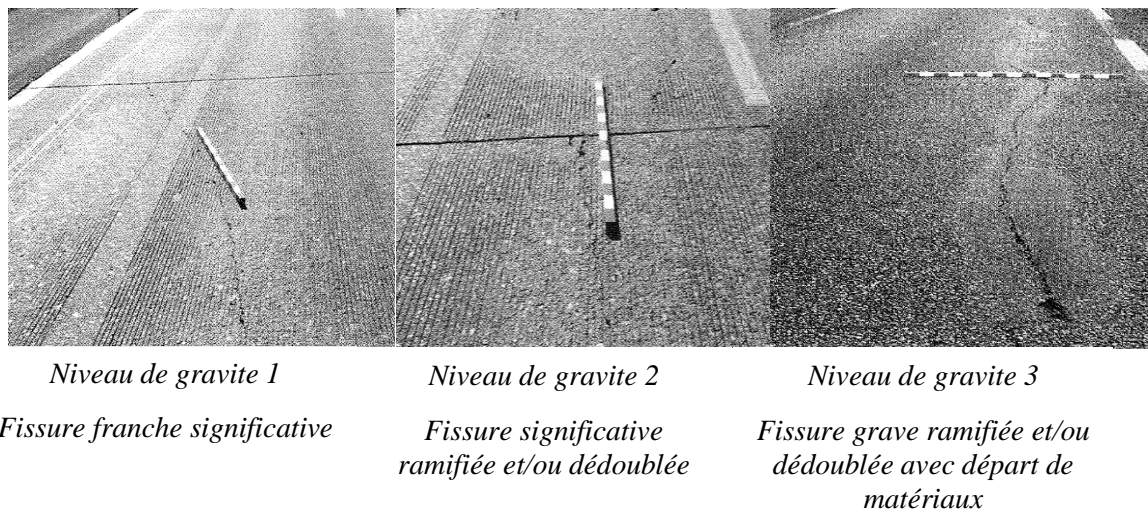 Niveau de gravite 1
Fissure franche significative
Niveau de gravite 2
Fissure significative
ramifiée et/ou dédoublée
Niveau de gravite 3
Fissure grave ramifiée et/ou
dédoublée avec départ de
matériaux